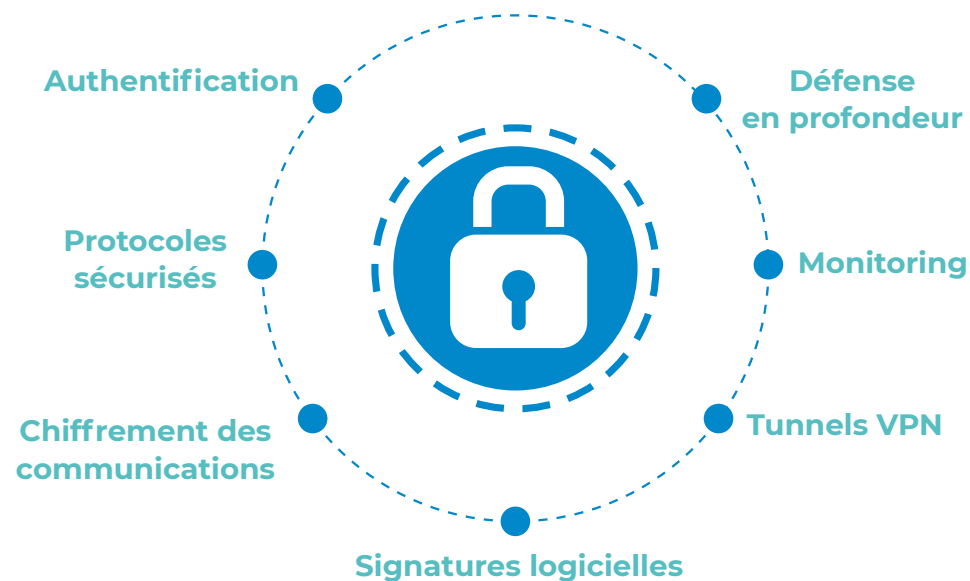 Authentification
Défense
en profondeur
Protocoles
sécurisés
Monitoring
Chiffrement des
communications
Tunnels VPN
Signatures logicielles